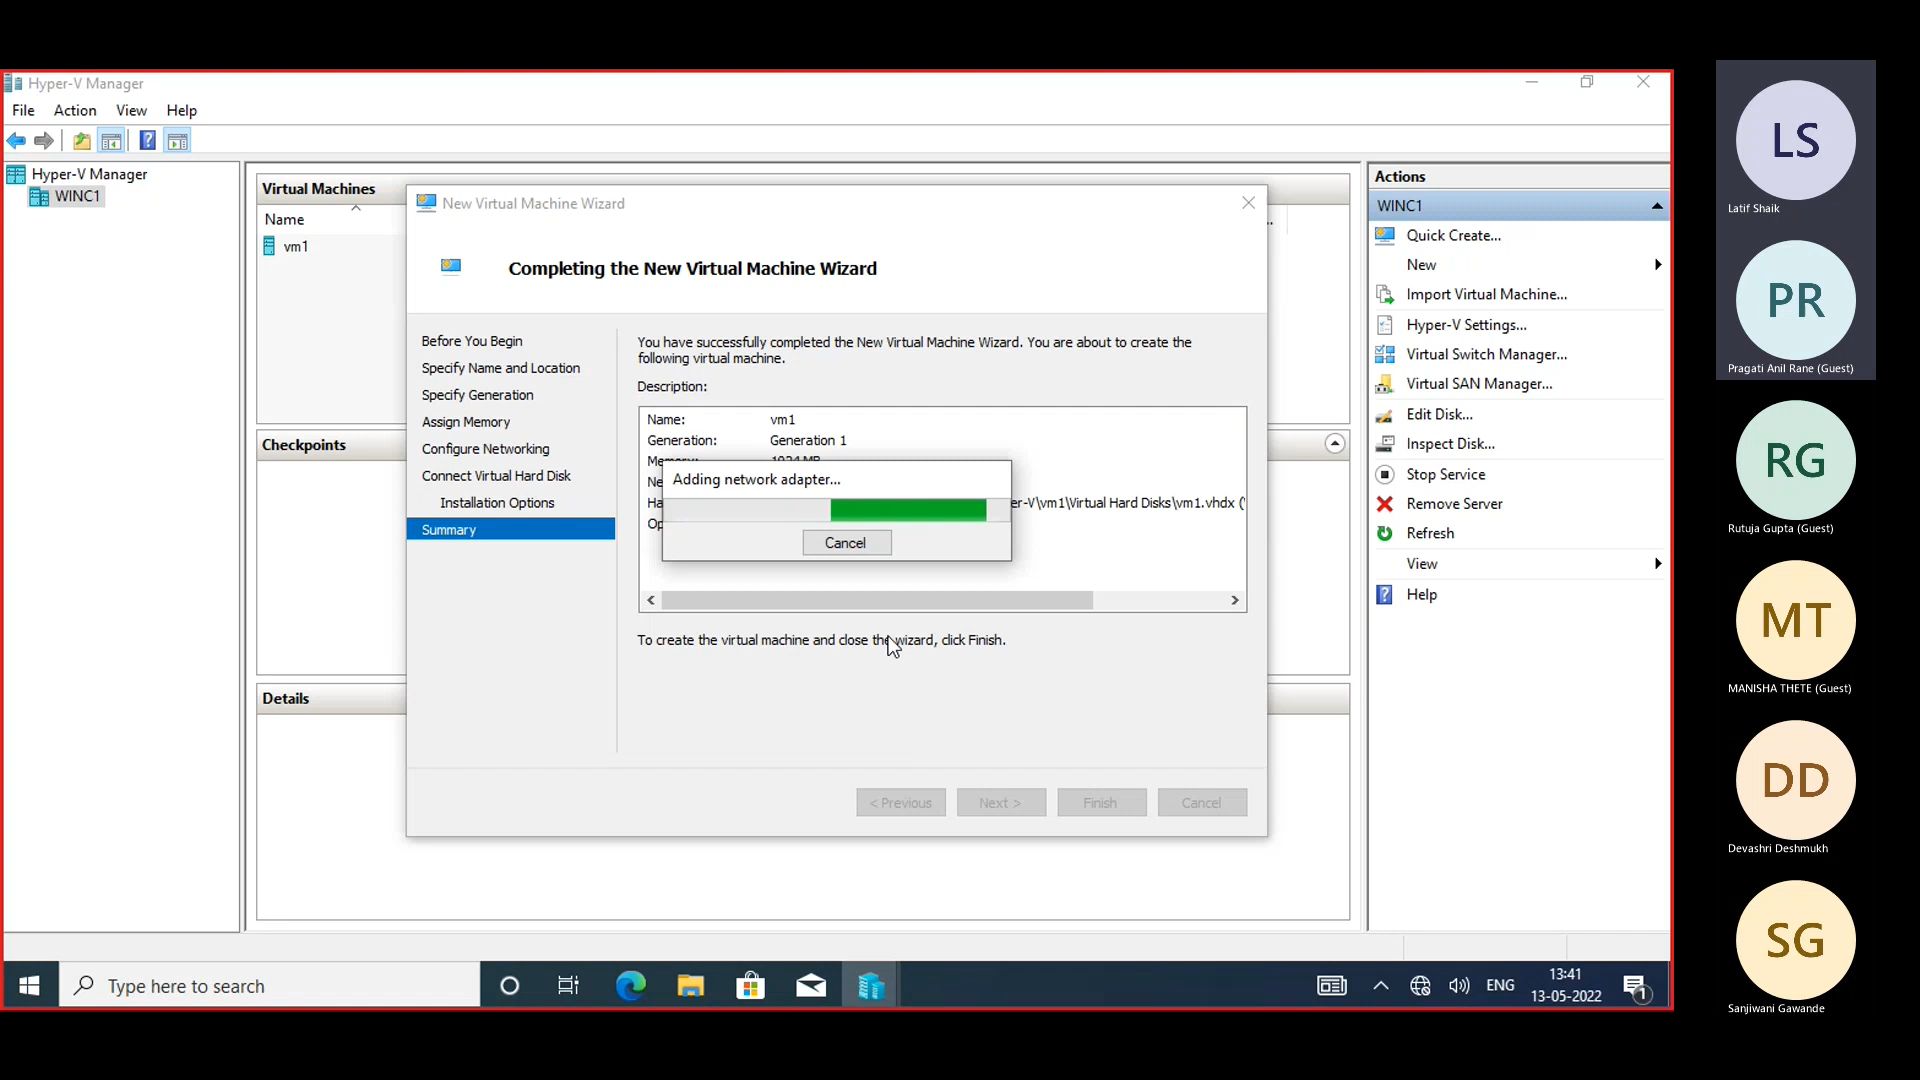 Hyper-V Manager
File Action View Help
Hyper-V Manager
WINC1
Virtual Machines
Name
vm1
Checkpoints
Details
New Virtual Machine Wizard
Completing the New Virtual Machine Wizard
Before You Begin
Specify Name and Location
Specify Generation
Assign Memory
Configure Networking
Connect Virtual Hard Disk
Installation Options
Summary
You have successfully completed the New Virtual Machine Wizard. You are about to create the
following virtual machine.
Description:
Name: vm1
Generation: Generation 1
Adding network adapter...
er-V\vm1\Virtual Hard Disks\vm1.vhdx (
Cancel
To create the virtual machine and close the wizard, click Finish.
< Previous Next > Finish Cancel
Actions
WINC1
Quick Create...
New
Import Virtual Machine...
Hyper-V Settings...
Virtual Switch Manager...
Virtual SAN Manager...
Edit Disk...
Inspect Disk...
Stop Service
Remove Server
Refresh
View
Help
Type here to search
ENG
13:41
13-05-2022
1
LS
Latif Shaik
PR
Pragati Anil Rane (Guest)
RG
Rutuja Gupta (Guest)
MT
MANISHA THETE (Guest)
DD
Devashri Deshmukh
SG
Sanjiwani Gawande